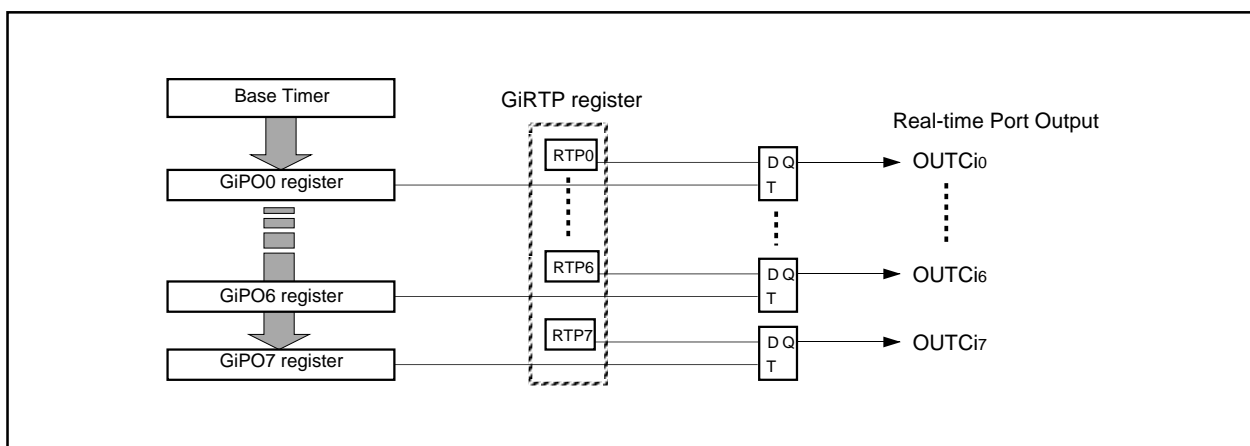 Base Timer
GiRTP register
Real-time Port Output
RTP0
D Q
T
OUTCi0
GiPO0 register
RTP6
D Q
T
OUTCi6
GiPO6 register
RTP7
D Q
T
OUTCi7
GiPO7 register